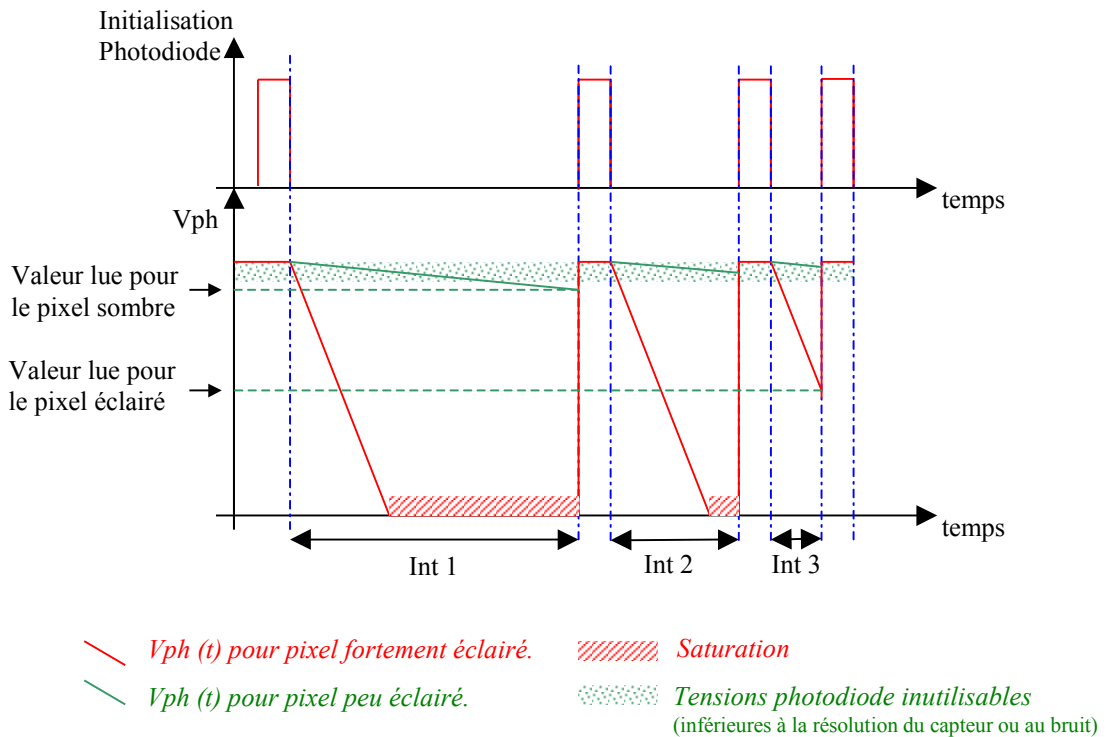 Initialisation
Photodiode
temps
Vph
Valeur lue pour
le pixel sombre
Valeur lue pour
le pixel éclairé
temps
Int 1
Int 2
Int 3
Vph (t) pour pixel fortement éclairé.
Saturation
Vph (t) pour pixel peu éclairé.
Tensions photodiode inutilisables
(inférieures à la résolution du capteur ou au bruit)